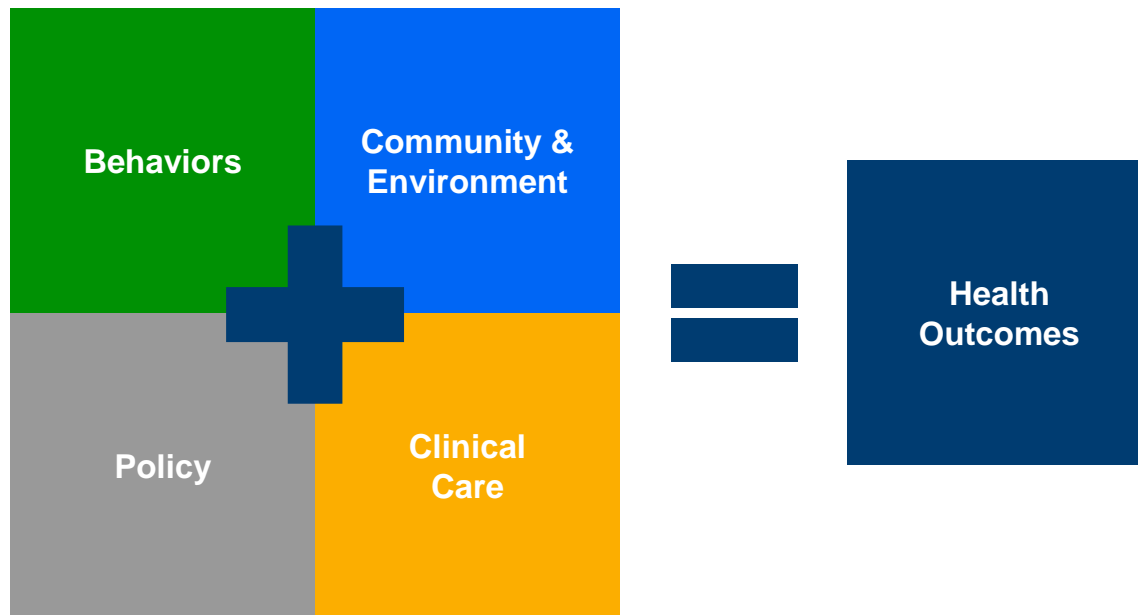 Behaviors
Community &
Environment
Policy
Clinical
Care
Health
Outcomes